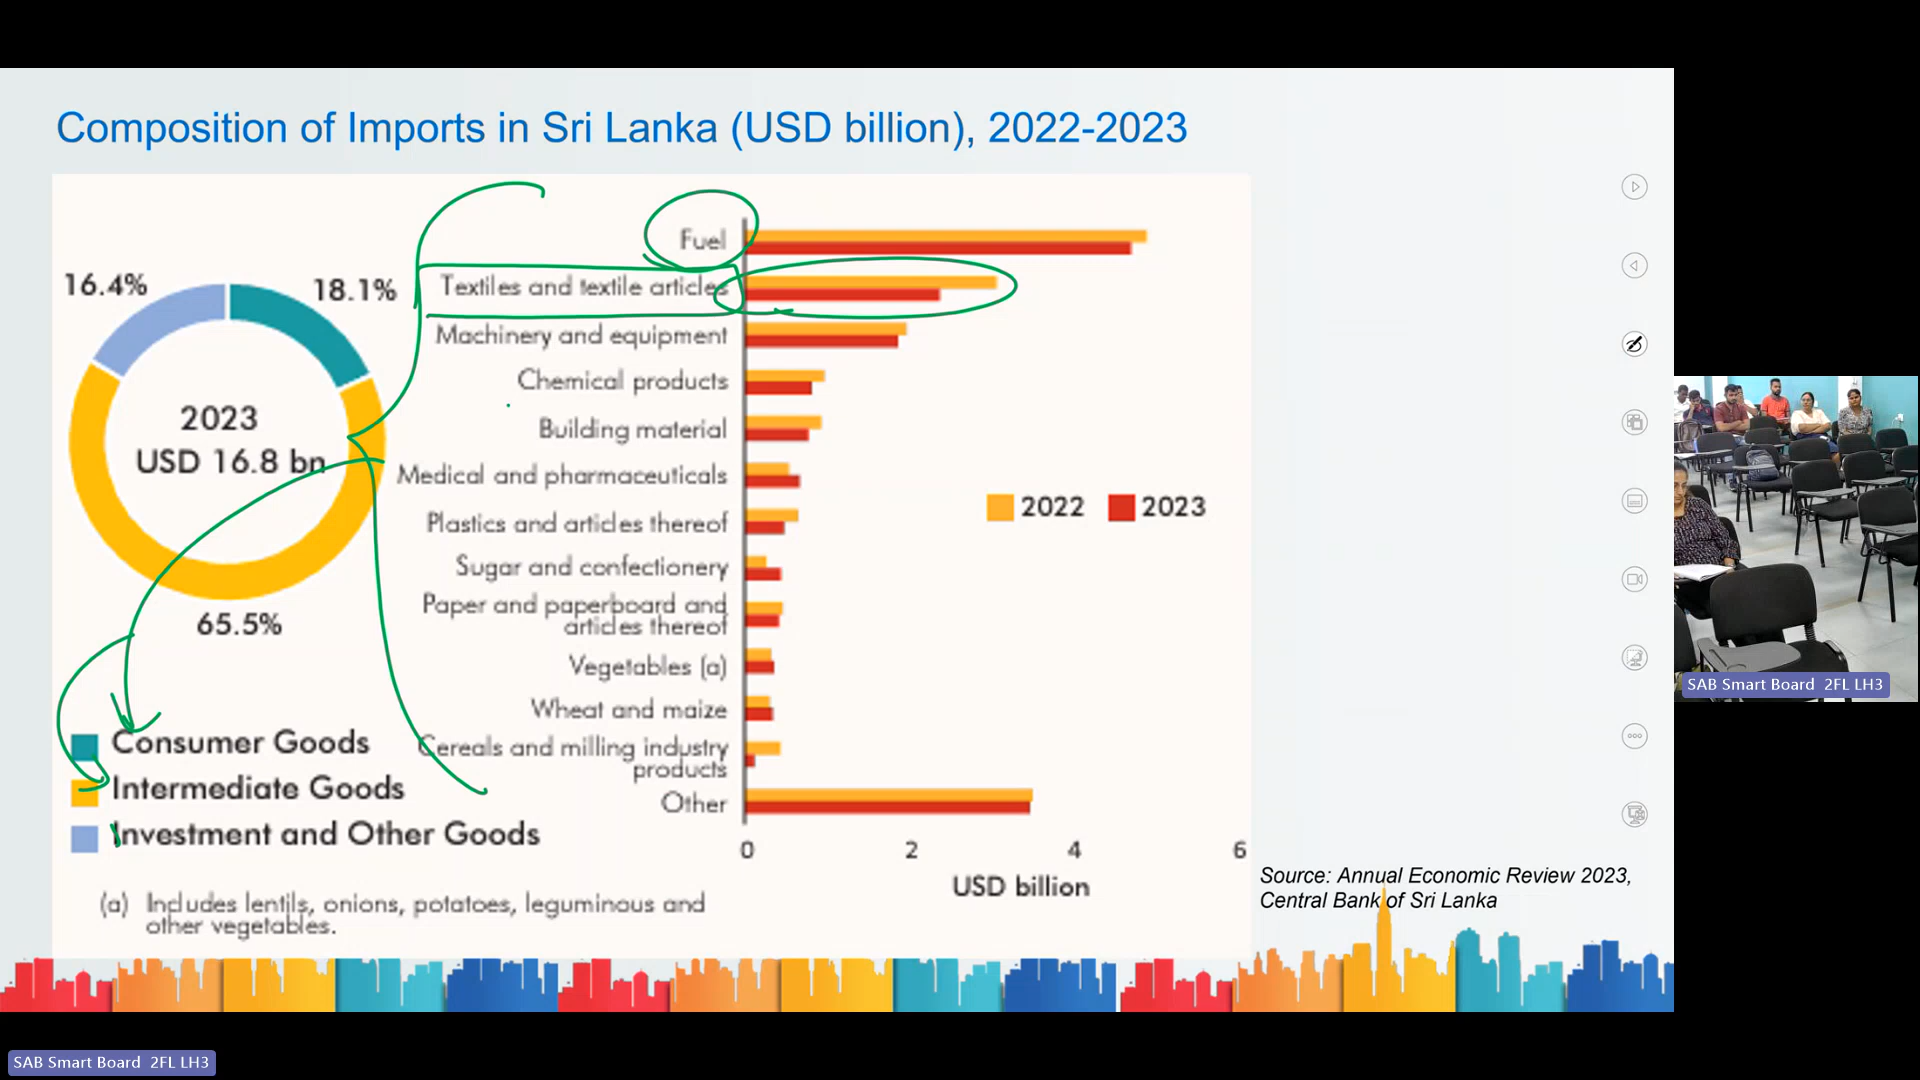 Composition of Imports in Sri Lanka (USD billion), 2022-2023
16.4%
18.1%
2023
USD 16.8 bn
65.5%
Consumer Goods
Intermediate Goods
Investment and Other Goods
Fuel
Textiles and textile articles
Machinery and equipment
Chemical products
Building material
Medical and pharmaceuticals
Plastics and articles thereof
Sugar and confectionery
Paper and paperboard and
articles thereof
Vegetables (a)
Wheat and maize
Cereals and milling industry
products
Other
2022
2023
0
2
4
6
USD billion
(a) Includes lentils, onions, potatoes, leguminous and
other vegetables.
Source: Annual Economic Review 2023,
Central Bank of Sri Lanka
SAB Smart Board 2FL LH3
SAB Smart Board 2FL LH3